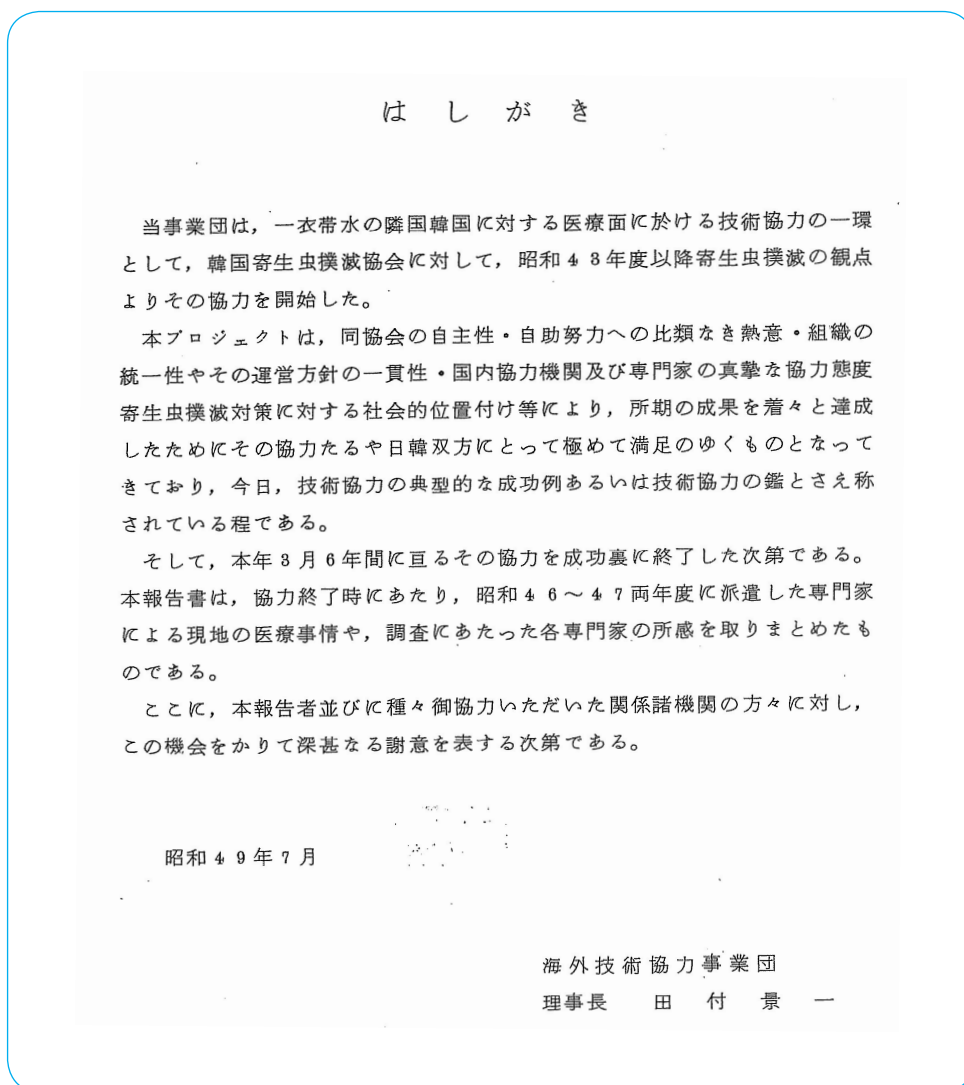 はしがき
当事業団は，一衣帯水の隣国韓国に対する医療面に於ける技術協力の一環
として，韓国寄生虫撲滅協会に対して，昭和43年度以降寄生虫撲滅の観点
よりその協力を開始した。
本プロジェクトは，同協会の自主性・自助努力への比類なき熱意・組織の
統一性やその運営方針の一貫性・国内協力機関及び専門家の真摯な協力態度
寄生虫撲滅対策に対する社会的位置付け等により，所期の成果を着々と達成
したためにその協力たるや日韓双方にとって極めて満足のゆくものとなって
きており，今日，技術協力の典型的な成功例あるいは技術協力の鑑とさえ称
されている程である。
そして，本年3月6年間に亘るその協力を成功裏に終了した次第である。
本報告書は，協力終了時にあたり，昭和46～47両年度に派遣した専門家
による現地の医療事情や，調査にあたった各専門家の所感を取りまとめたも
のである。
ここに，本報告者並びに種々御協力いただいた関係諸機関の方々に対し，
この機会をかりて深甚なる謝意を表する次第である。
昭和49年7月
海外技術協力事業団
理事長　田付景一